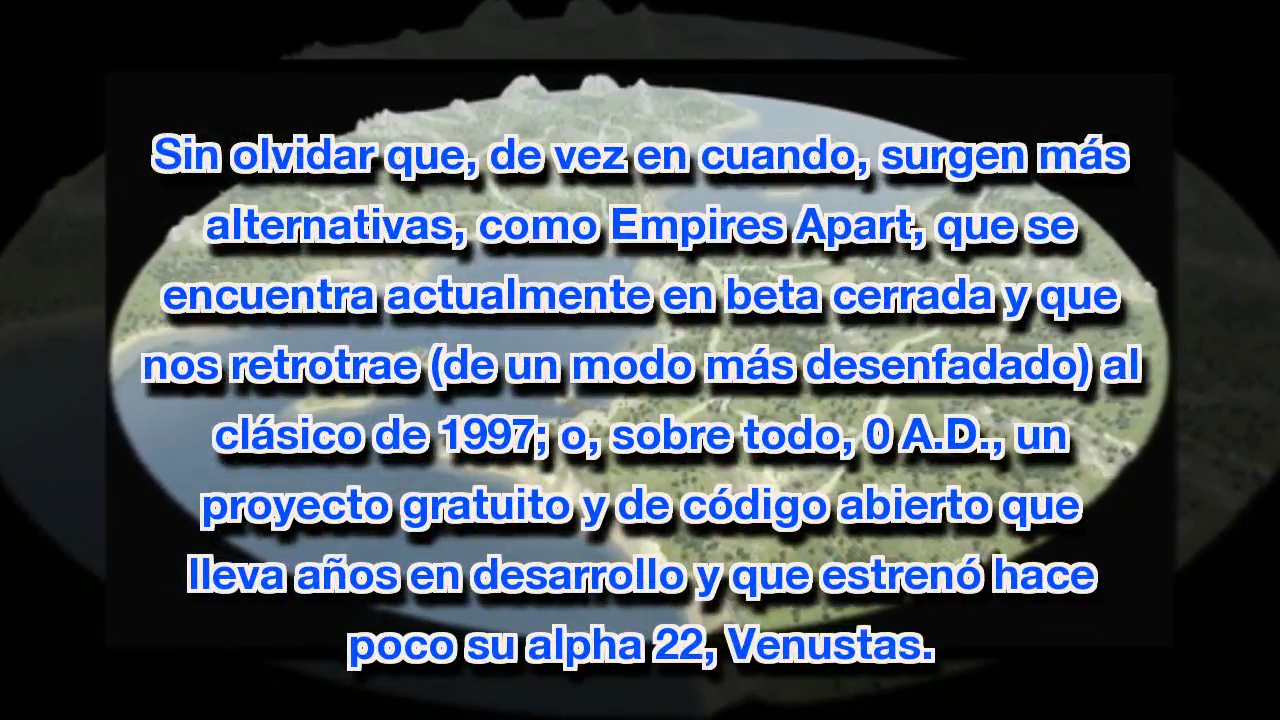 Sin olvidar que, de vez en cuando, surgen más
alternativas, como Empires Apart, que se
encuentra actualmente en beta cerrada y que
nos retrotrae (de un modo más desenfadado) al
clásico de 1997; o, sobre todo, 0 A.D., un
proyecto gratuito y de código abierto que
lleva años en desarrollo y que estrenó hace
poco su alpha 22, Venustas.